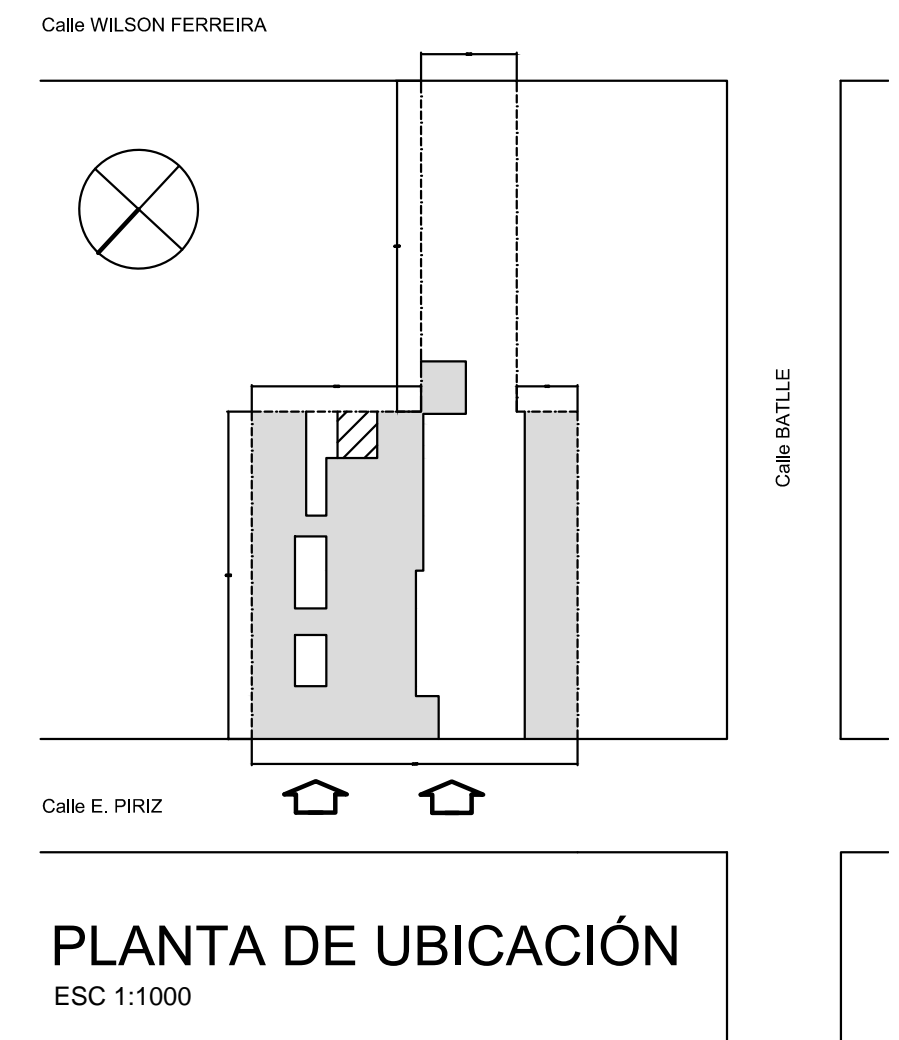 Calle WILSON FERREIRA
Calle BATLLE
Calle E. PIRIZ
PLANTA DE UBICACIÓN
ESC 1:1000